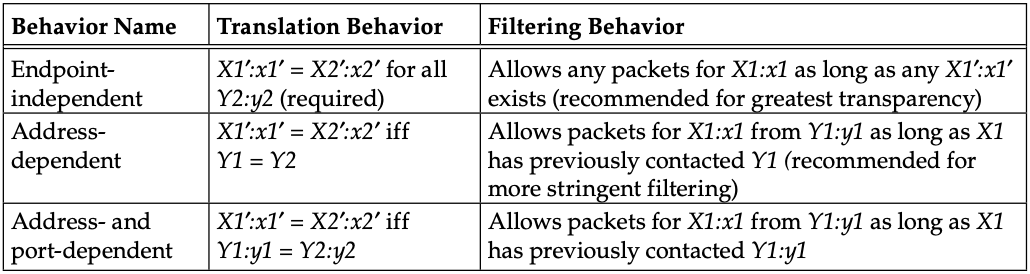 Behavior Name Translation Behavior Filtering Behavior
Endpoint-
independent
X1′:x1′ = X2′:x2′ for all
Y2:y2 (required)
Allows any packets for X1:x1 as long as any X1′:x1′
exists (recommended for greatest transparency)
Address-
dependent
X1′:x1′ = X2′:x2′ iff
Y1 = Y2
Allows packets for X1:x1 from Y1:y1 as long as X1
has previously contacted Y1 (recommended for
more stringent filtering)
Address- and
port-dependent
X1′:x1′ = X2′:x2′ iff
Y1:y1 = Y2:y2
Allows packets for X1:x1 from Y1:y1 as long as X1
has previously contacted Y1:y1